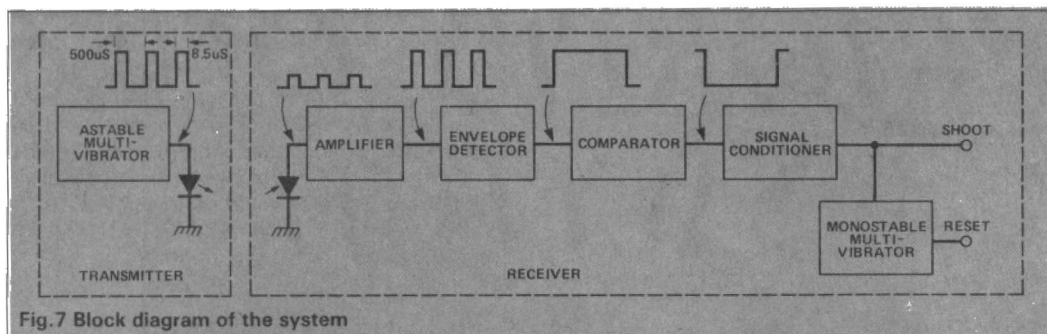 500uS
8.5uS
ASTABLE
MULTI-
VIBRATOR
TRANSMITTER
AMPLIFIER
ENVELOPE
DETECTOR
COMPARATOR
SIGNAL
CONDITIONER
SHOOT
MONOSTABLE
MULTI-
VIBRATOR
RESET
RECEIVER
Fig.7 Block diagram of the system